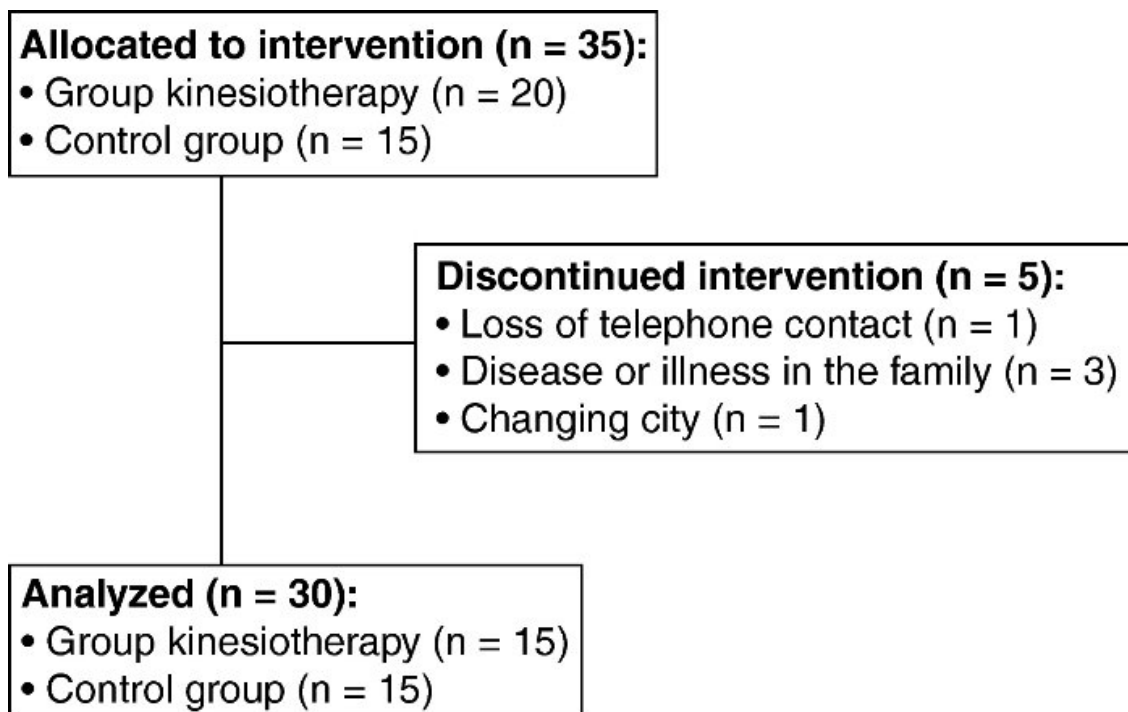 Allocated to intervention (n = 35):
• Group kinesiotherapy (n = 20)
• Control group (n = 15)
Discontinued intervention (n = 5):
• Loss of telephone contact (n = 1)
• Disease or illness in the family (n = 3)
• Changing city (n = 1)
Analyzed (n = 30):
• Group kinesiotherapy (n = 15)
• Control group (n = 15)